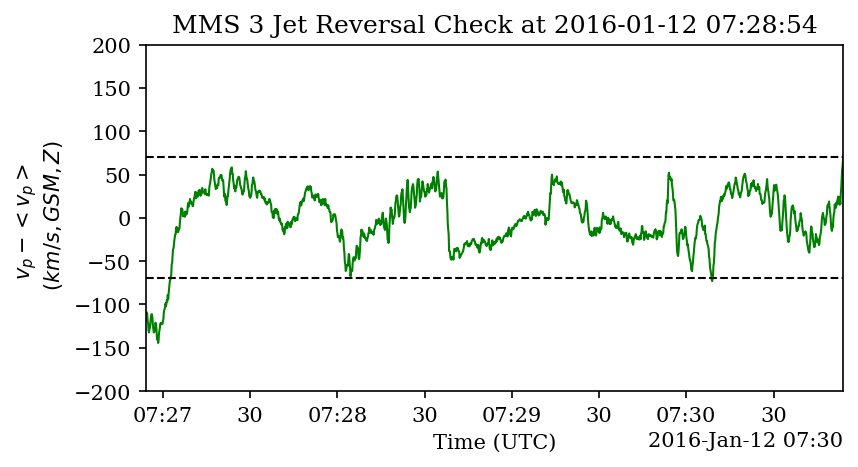 MMS 3 Jet Reversal Check at 2016-01-12 07:28:54
200
150
100
50
0
−50
−100
−150
−200
v_p − < v_p >
(km/s, GSM, Z)
07:27 30 07:28 30 07:29 30 07:30 30
Time (UTC)
2016-Jan-12 07:30